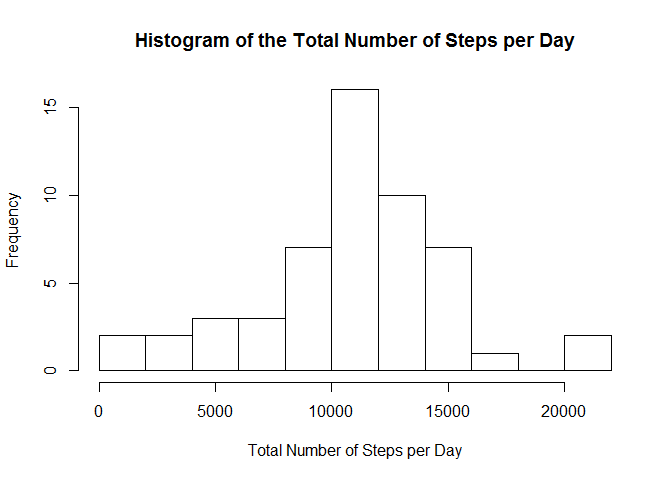 Histogram of the Total Number of Steps per Day
Frequency
15
10
5
0
0 5000 10000 15000 20000
Total Number of Steps per Day